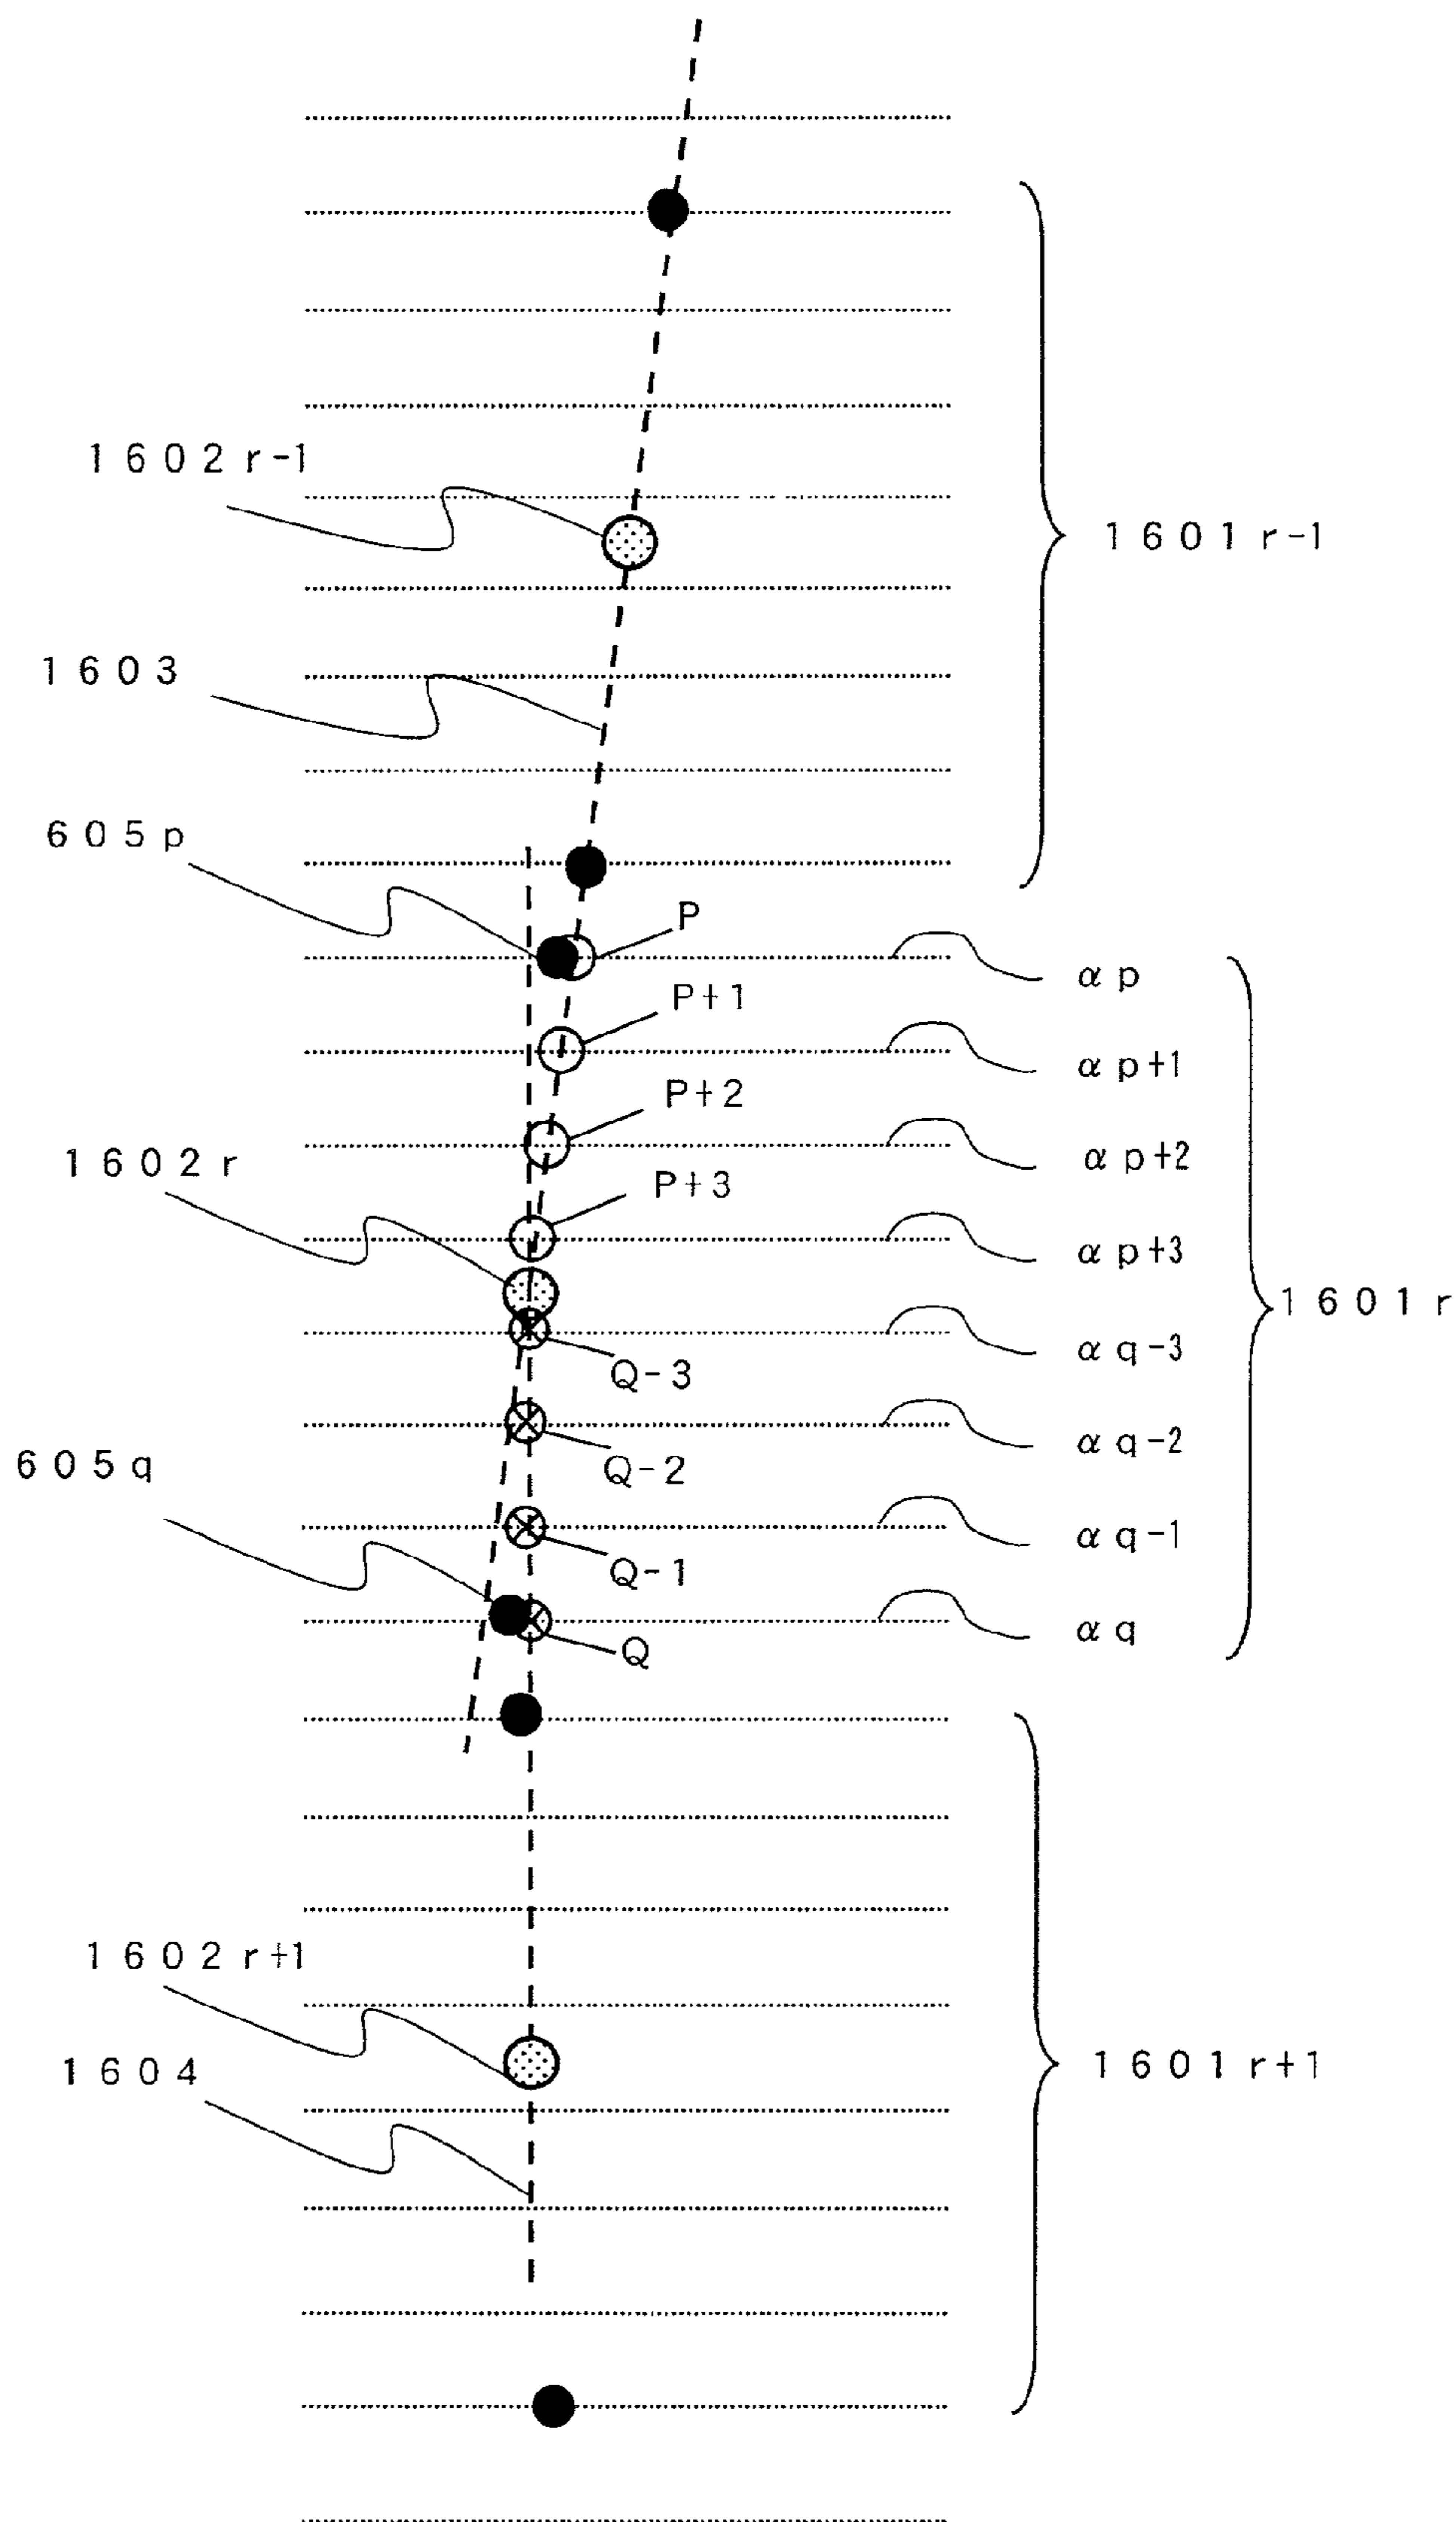 1602r-1
1601r-1
1603
605p
P
αp
P+1
αp+1
P+2
αp+2
1602r
P+3
αp+3
1601r
Q-3
αq-3
605q
Q-2
αq-2
Q-1
αq-1
Q
αq
1602r+1
1604
1601r+1